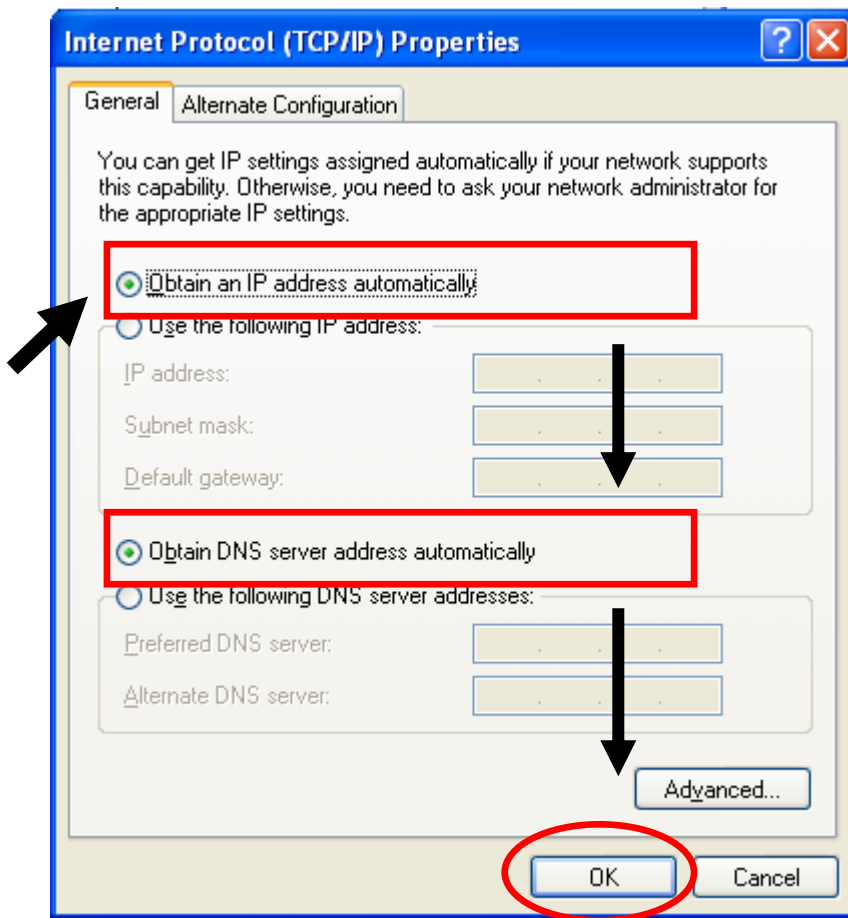 Internet Protocol (TCP/IP) Properties
?
General
Alternate Configuration
You can get IP settings assigned automatically if your network supports
this capability. Otherwise, you need to ask your network administrator for
the appropriate IP settings.
Obtain an IP address automatically
Use the following IP address:
IP address:
Subnet mask:
Default gateway:
Obtain DNS server address automatically
Use the following DNS server addresses:
Preferred DNS server:
Alternate DNS server:
Advanced...
OK
Cancel